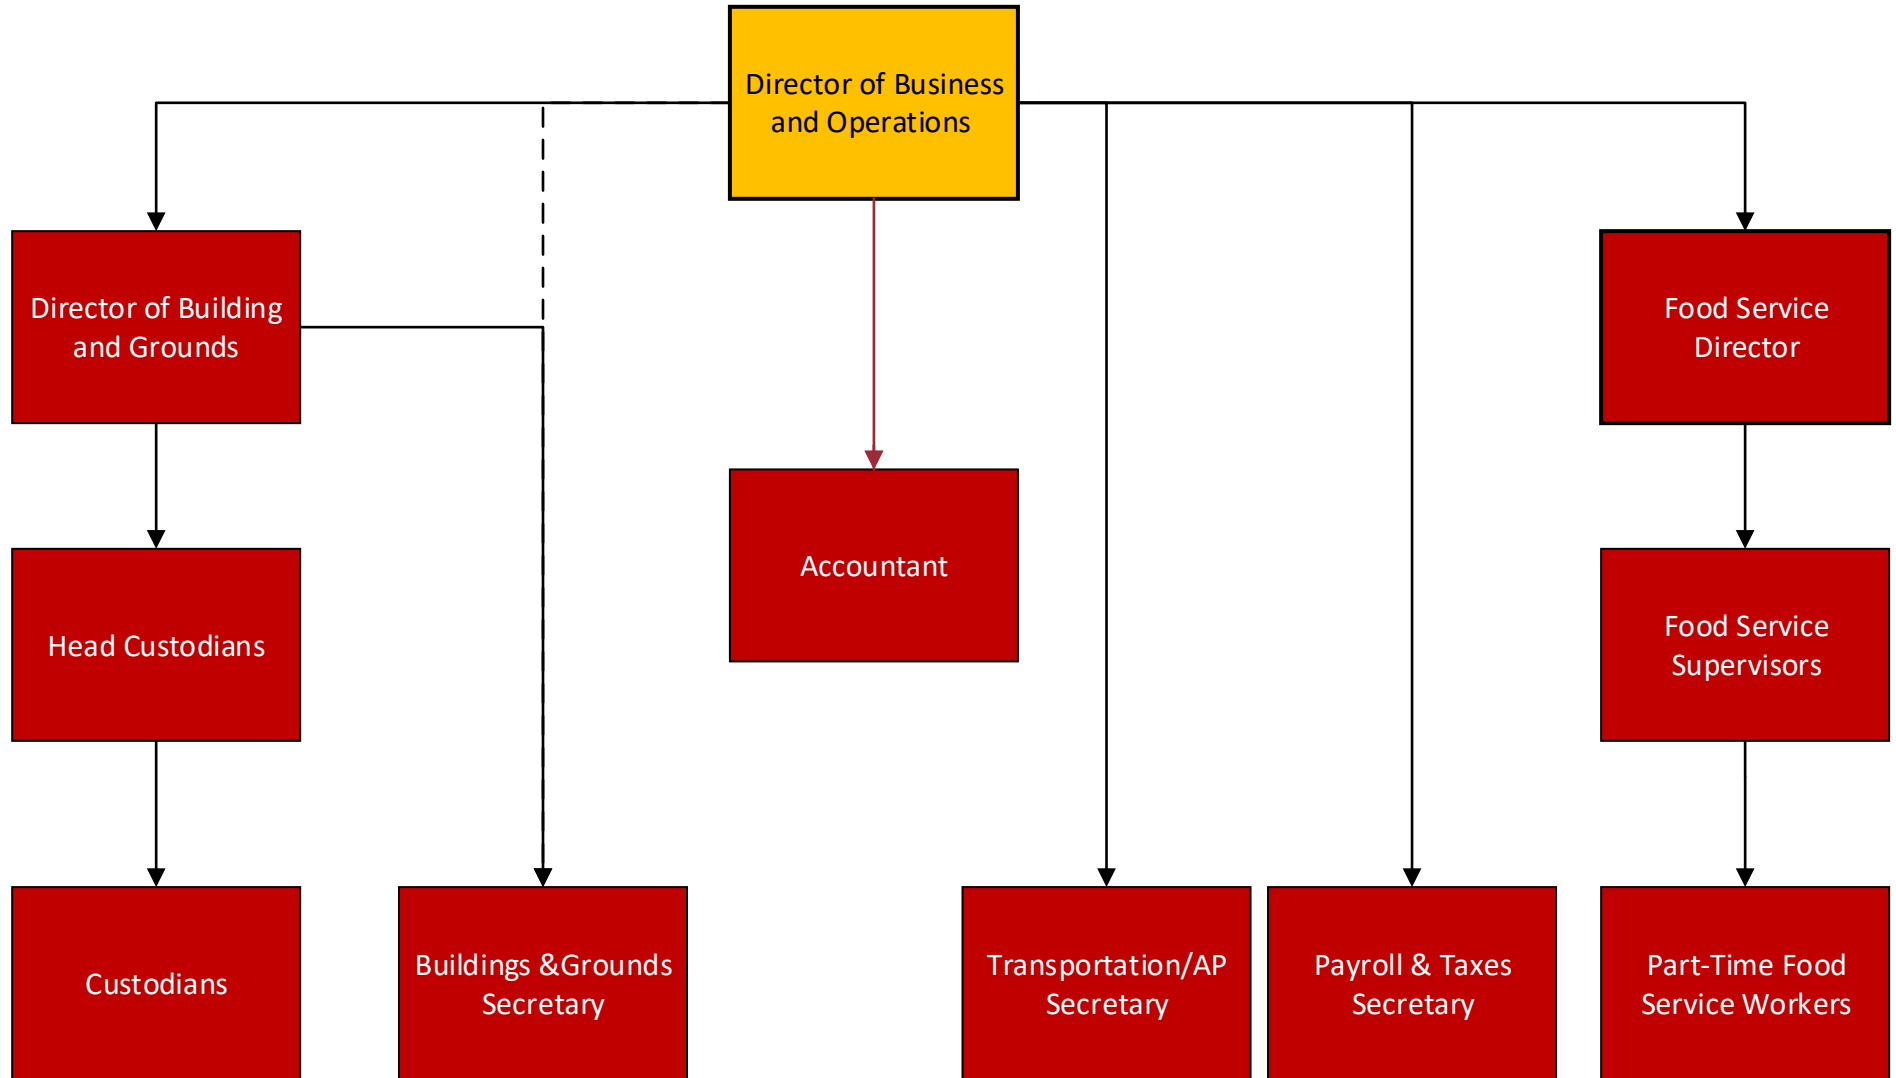 Director of Business
and Operations
Director of Building
and Grounds
Food Service
Director
Accountant
Head Custodians
Food Service
Supervisors
Custodians
Buildings &Grounds
Secretary
Transportation/AP
Secretary
Payroll & Taxes
Secretary
Part-Time Food
Service Workers